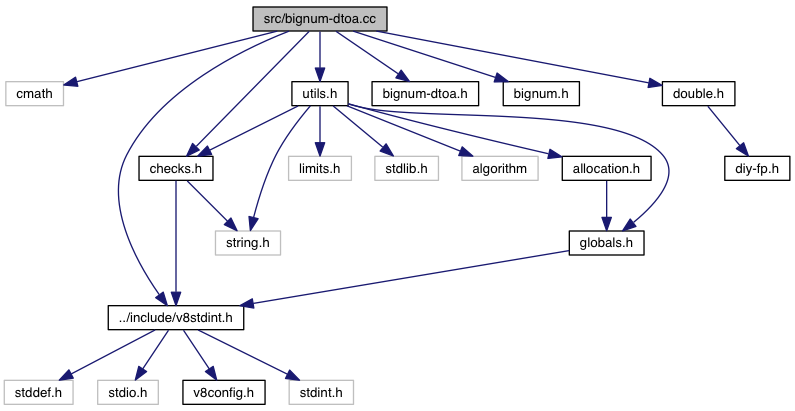 src/bignum-dtoa.cc
cmath
utils.h
bignum-dtoa.h
bignum.h
double.h
checks.h
limits.h
stdlib.h
algorithm
allocation.h
diy-fp.h
string.h
globals.h
../include/v8stdint.h
stddef.h
stdio.h
v8config.h
stdint.h